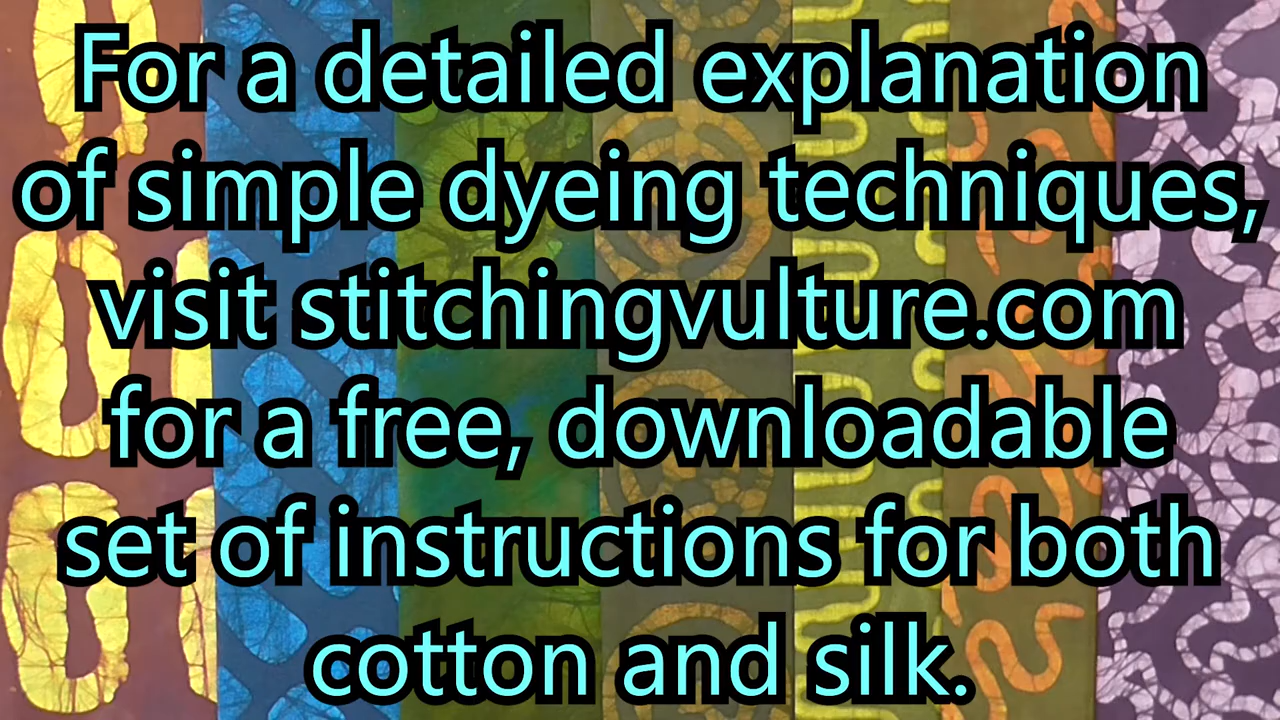 For a detailed explanation
of simple dyeing techniques,
visit stitchingvulture.com
for a free, downloadable
set of instructions for both
cotton and silk.